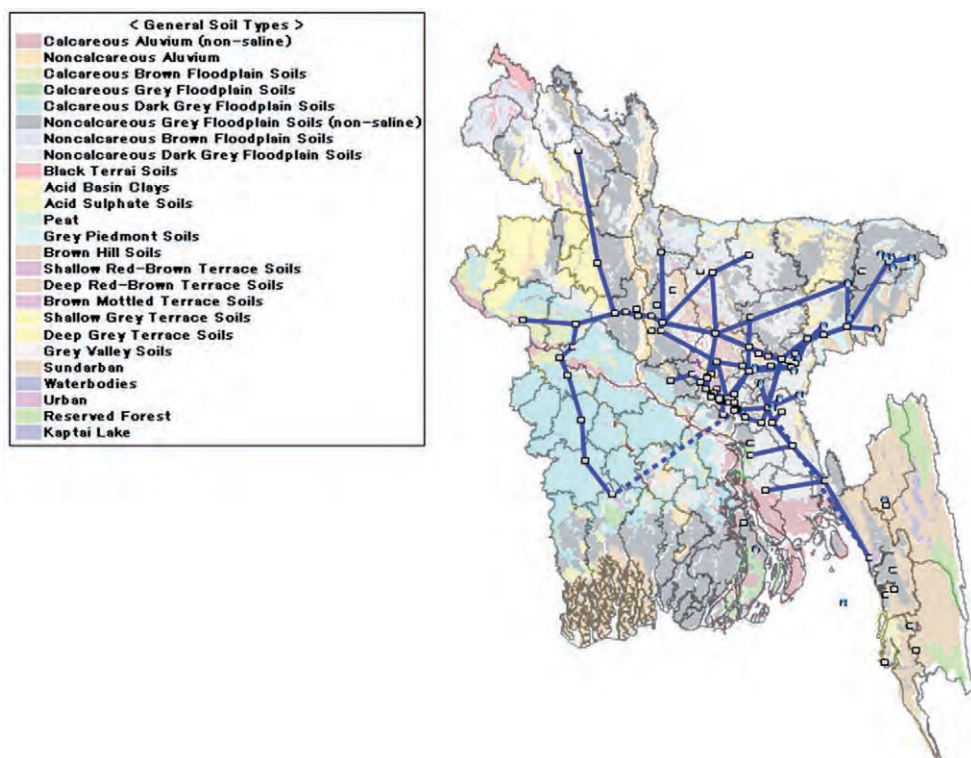 < General Soil Types >
Calcareous Aluvium (non-saline)
Noncalcareous Aluvium
Calcareous Brown Floodplain Soils
Calcareous Grey Floodplain Soils
Calcareous Dark Grey Floodplain Soils
Noncalcareous Grey Floodplain Soils (non-saline)
Noncalcareous Brown Floodplain Soils
Noncalcareous Dark Grey Floodplain Soils
Black Terrai Soils
Acid Basin Clays
Acid Sulphate Soils
Peat
Grey Piedmont Soils
Brown Hill Soils
Shallow Red-Brown Terrace Soils
Deep Red-Brown Terrace Soils
Brown Mottled Terrace Soils
Shallow Grey Terrace Soils
Deep Grey Terrace Soils
Grey Valley Soils
Sundarban
Waterbodies
Urban
Reserved Forest
Kaptai Lake